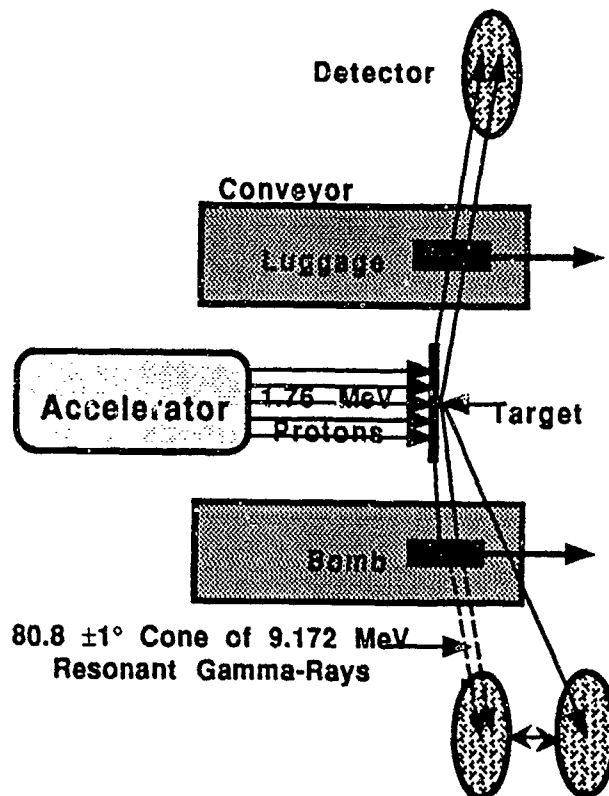 Detector
Conveyor
Luggage
Accelerator
1.76 MeV
Protons
Target
Bomb
80.8 ±1° Cone of 9.172 MeV
Resonant Gamma-Rays